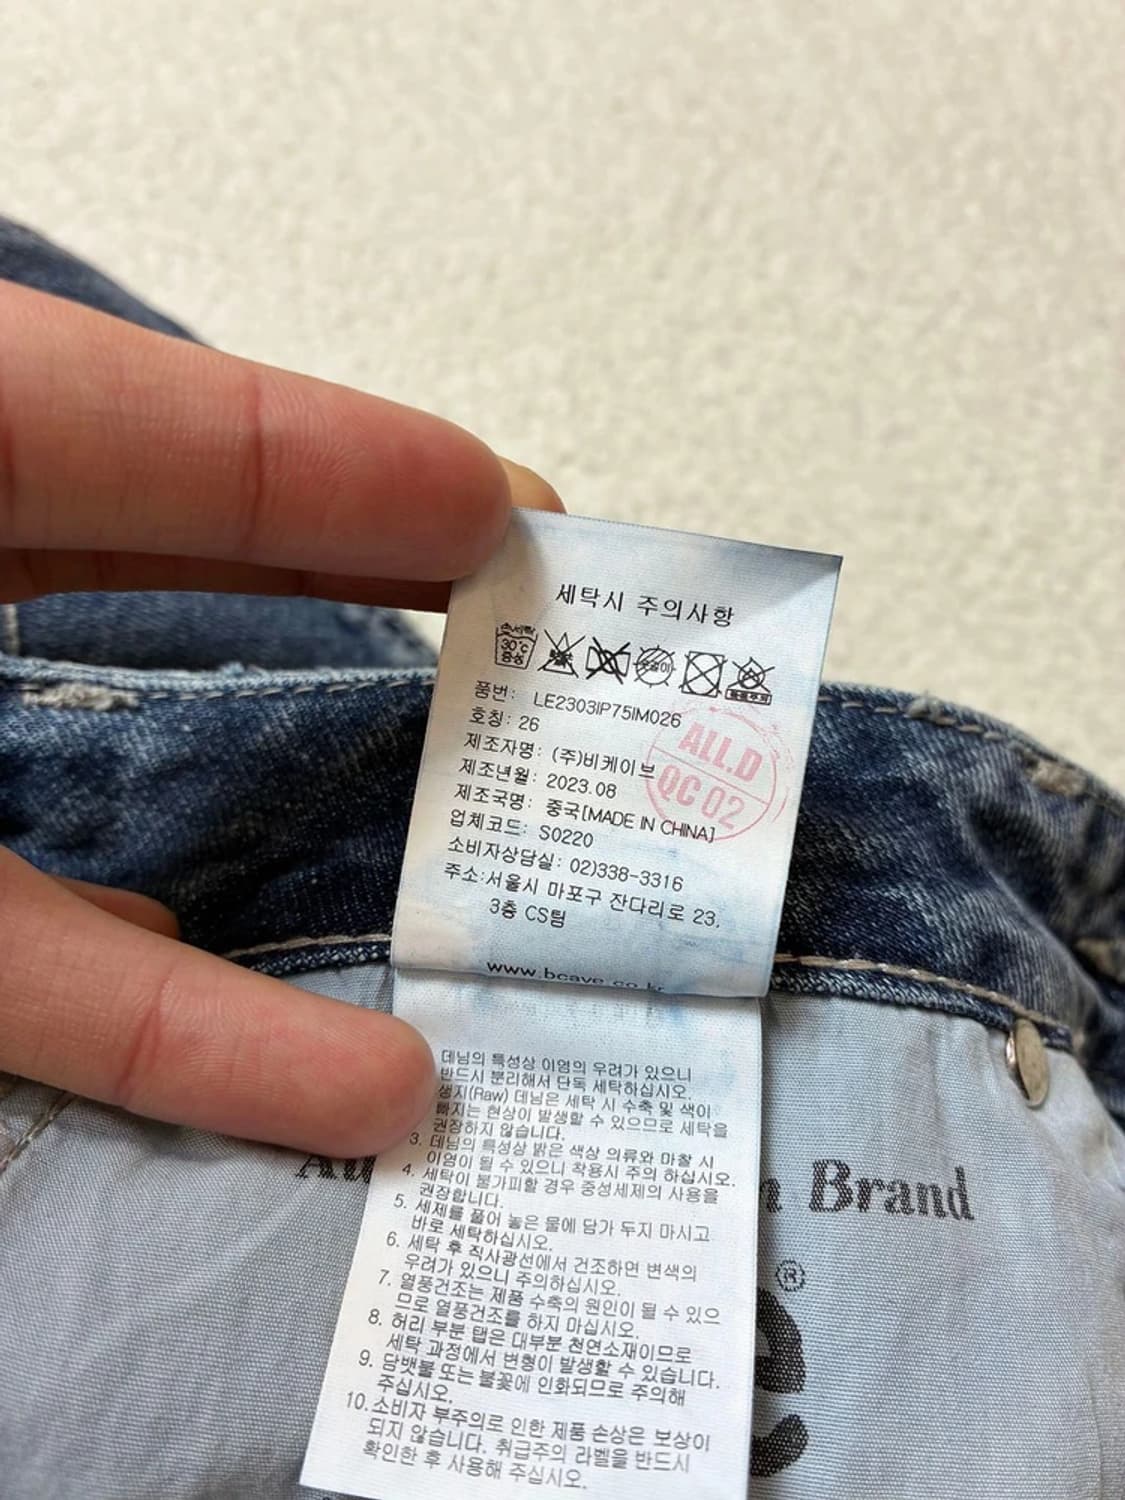 세탁시 주의사항
손세탁
30℃
중성
품번: LE2303IP75IM026
호칭: 26
제조자명: (주)비케이브
제조년월: 2023.08
제조국명: 중국[MADE IN CHINA]
업체코드: S0220
소비자상담실: 02)338-3316
주소:서울시 마포구 잔다리로 23,
3층 CS팀
www.bcave.co.kr
ALL.D
QC 02
데님의 특성상 이염의 우려가 있으니
반드시 분리해서 단독 세탁하십시오.
생지(Raw) 데님은 세탁 시 수축 및 색이
빠지는 현상이 발생할 수 있으므로 세탁을
권장하지 않습니다.
3. 데님의 특성상 밝은 색상 의류와 마찰 시
이염이 될 수 있으니 착용시 주의 하십시오.
4. 세탁이 불가피할 경우 중성세제의 사용을
권장합니다.
5. 세제를 풀어 놓은 물에 담가 두지 마시고
바로 세탁하십시오.
6. 세탁 후 직사광선에서 건조하면 변색의
우려가 있으니 주의하십시오.
7. 열풍건조는 제품 수축의 원인이 될 수 있으
므로 열풍건조를 하지 마십시오.
8. 허리 부분 탭은 대부분 천연소재이므로
세탁 과정에서 변형이 발생할 수 있습니다.
9. 담뱃불 또는 불꽃에 인화되므로 주의해
주십시오.
10. 소비자 부주의로 인한 제품 손상은 보상이
되지 않습니다. 취급주의 라벨을 반드시
확인한 후 사용해 주십시오.
Brand
®